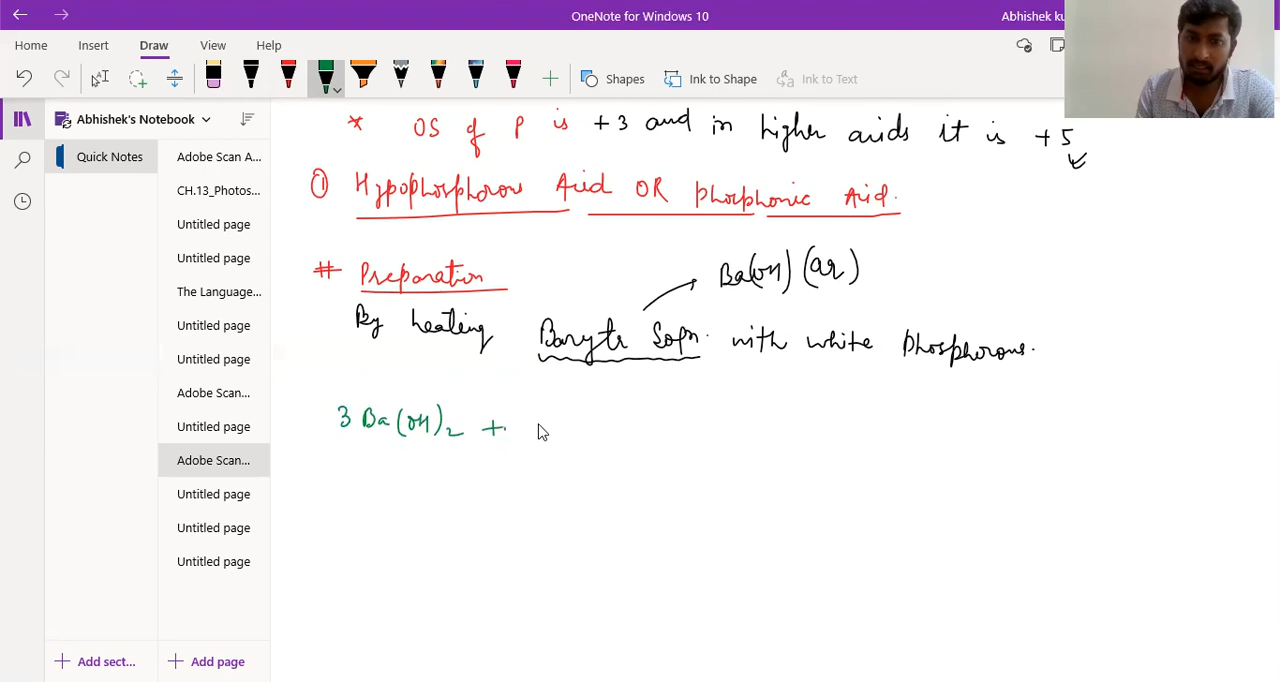 OneNote for Windows 10
Abhishek ku
Home Insert Draw View Help
Shapes Ink to Shape Ink to Text
Abhishek's Notebook
Quick Notes
Adobe Scan A...
CH.13_Photos...
Untitled page
Untitled page
The Language...
Untitled page
Untitled page
Adobe Scan...
Untitled page
Adobe Scan...
Untitled page
Untitled page
Untitled page
Add sect... Add page
* OS of P is +3 and in higher acids it is +5
① Hypophosphorous Acid OR Phosphonic Acid.
# Preparation
Ba(OH) (aq)
By heating Baryte Soln. with white Phosphorous.
3 Ba(OH)₂ +